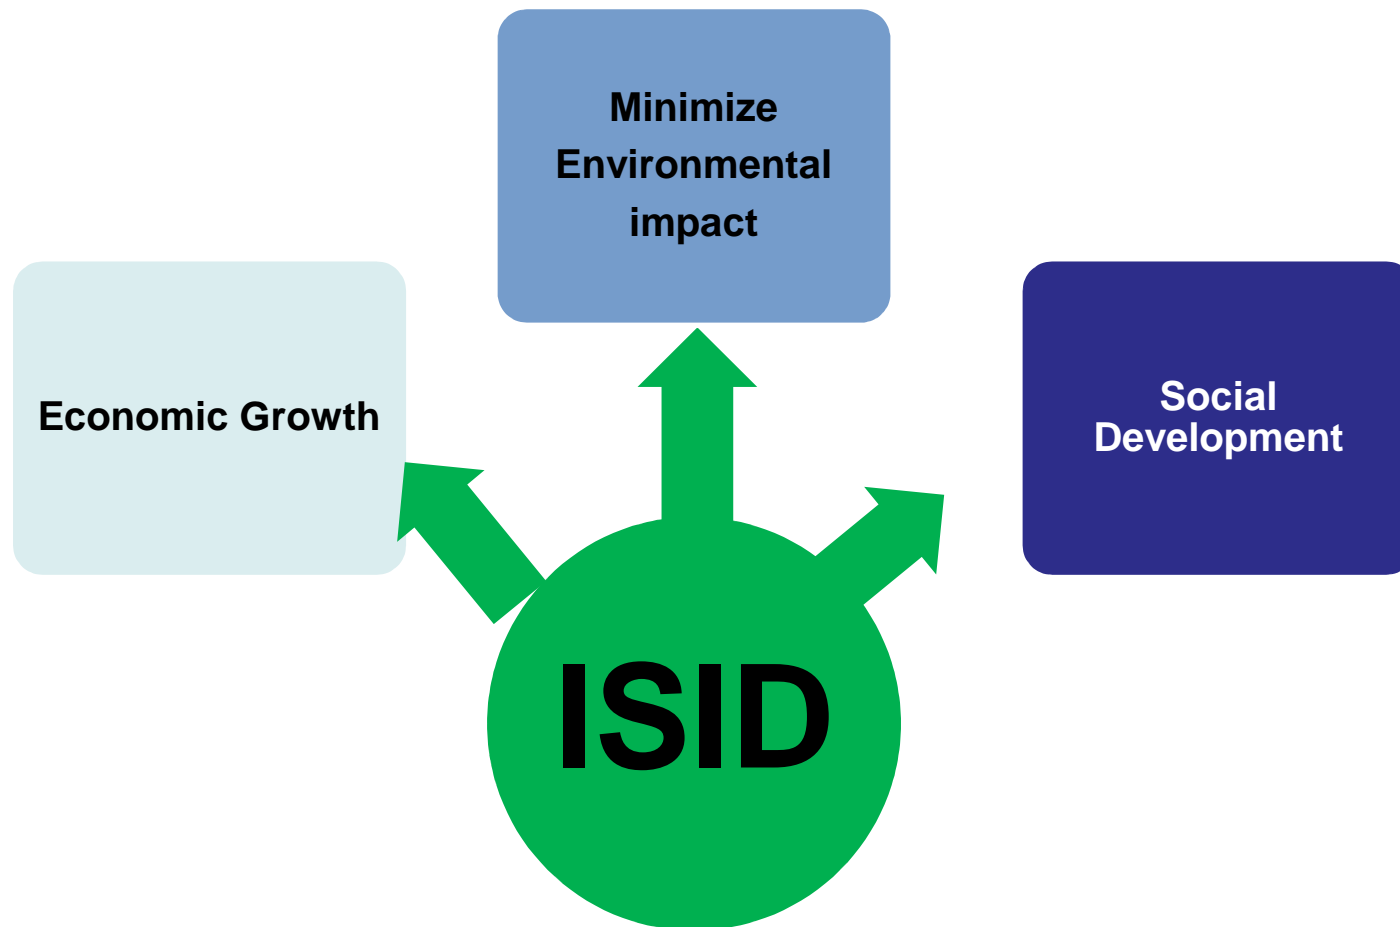 Minimize
Environmental
impact
Economic Growth
Social
Development
ISID